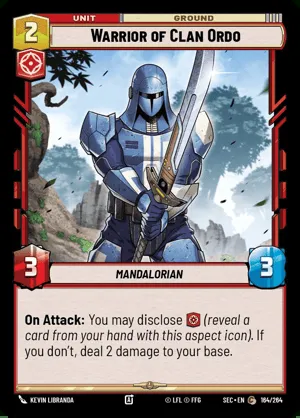 UNIT
GROUND
2
WARRIOR OF CLAN ORDO
3
3
MANDALORIAN
On Attack: You may disclose (reveal a
card from your hand with this aspect icon). If
you don't, deal 2 damage to your base.
KEVIN LIBRANDA
© LFL © FFG
SEC • EN
C
164/264